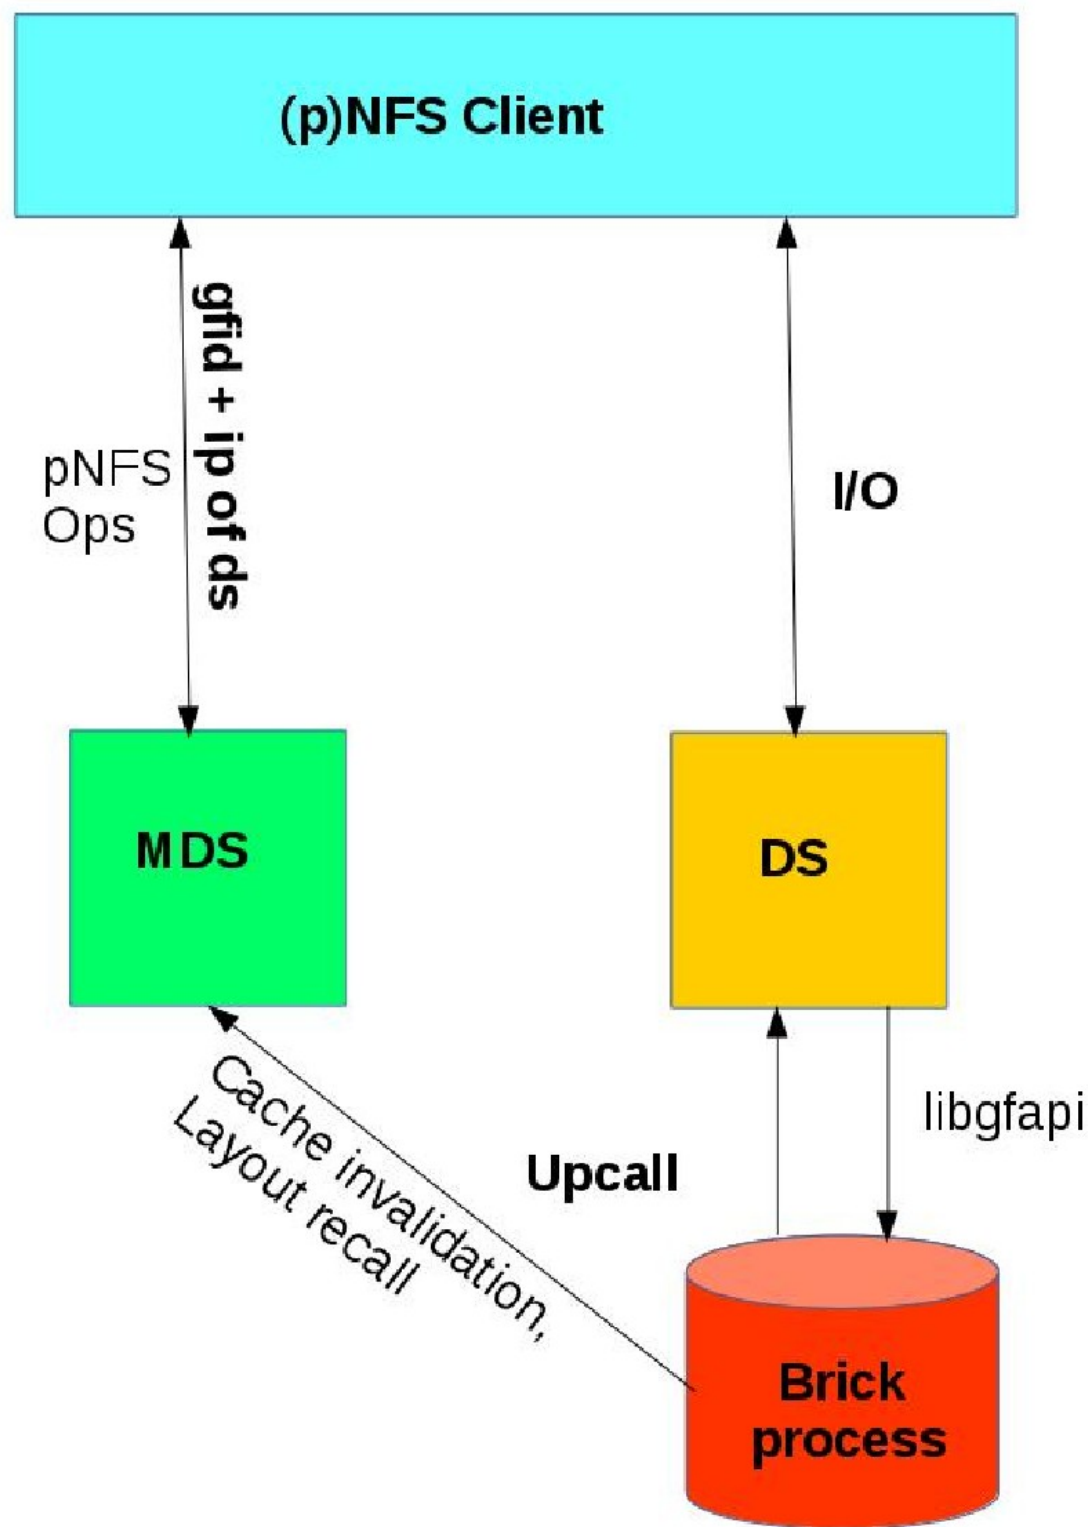 (p)NFS Client
gfid + ip of ds
pNFS
Ops
I/O
MDS
DS
Cache invalidation,
Layout recall
libgfapi
Upcall
Brick
process